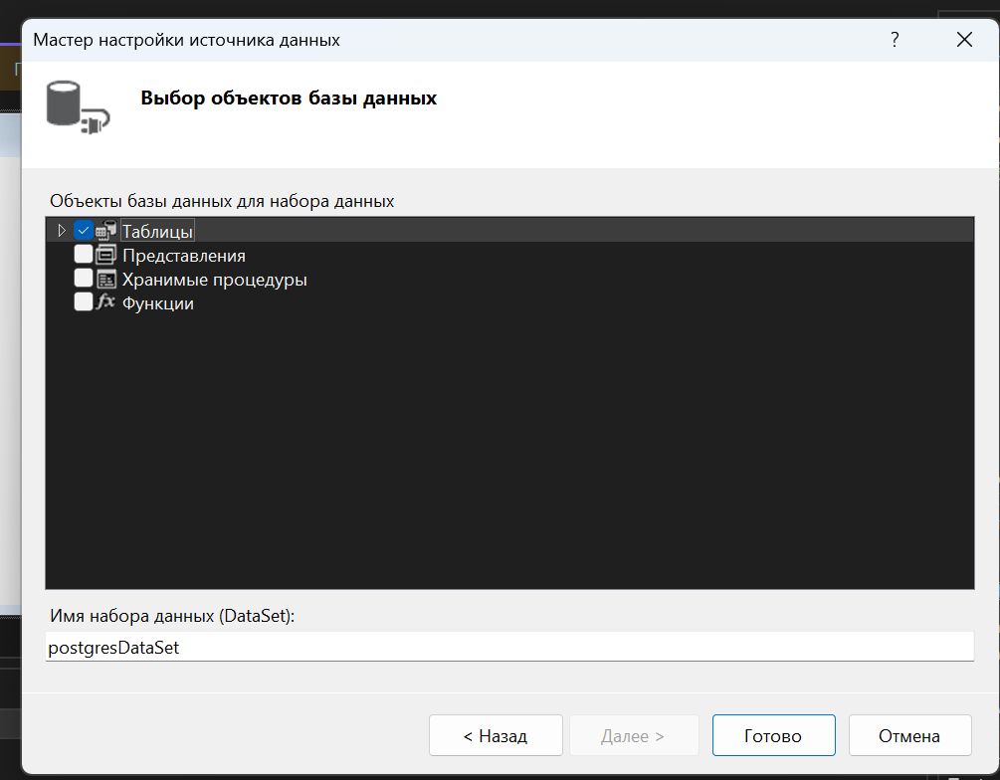 Мастер настройки источника данных
?
Выбор объектов базы данных
Объекты базы данных для набора данных
Таблицы
Представления
Хранимые процедуры
fx Функции
Имя набора данных (DataSet):
postgresDataSet
< Назад Далее > Готово Отмена